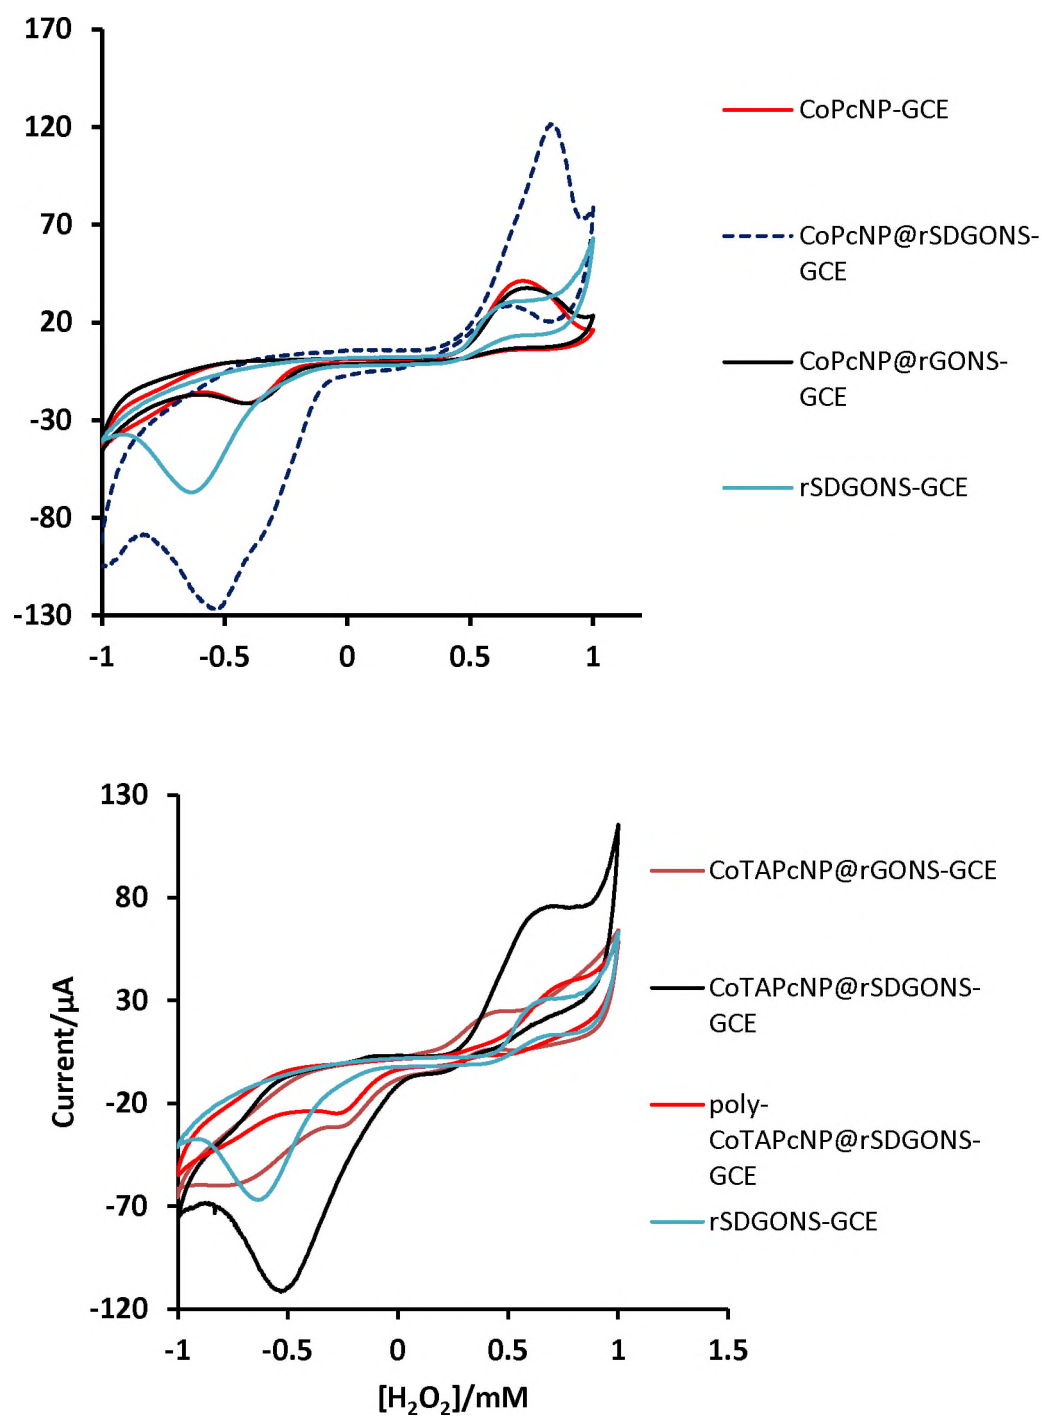 170
120
70
20
-30
-80
-130
-1
-0.5
0
0.5
1
CoPcNP-GCE
CoPcNP@rSDGONS-
GCE
CoPcNP@rGONS-
GCE
rSDGONS-GCE
130
80
30
-20
-70
-120
Current/µA
-1
-0.5
0
0.5
1
1.5
[H₂O₂]/mM
CoTAPcNP@rGONS-GCE
CoTAPcNP@rSDGONS-
GCE
poly-
CoTAPcNP@rSDGONS-
GCE
rSDGONS-GCE